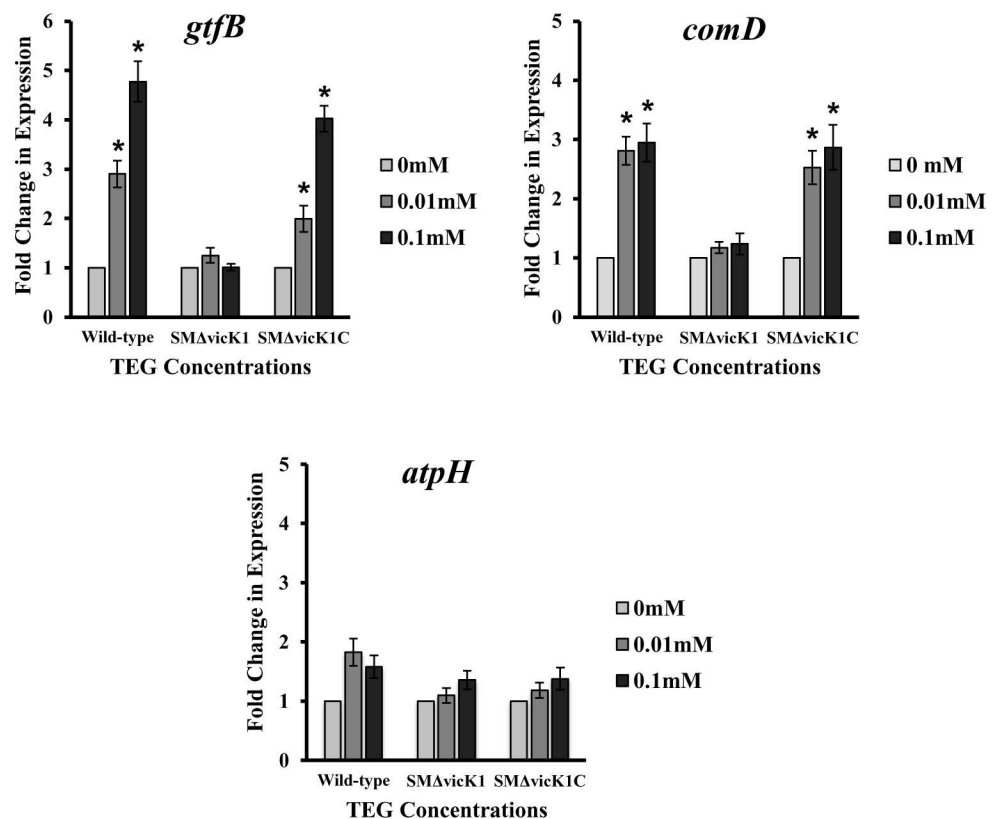 gtfB
Fold Change in Expression
6
5
4
3
2
1
0
* * * *
Wild-type SMΔvicK1 SMΔvicK1C
TEG Concentrations
0mM
0.01mM
0.1mM
comD
Fold Change in Expression
5
4
3
2
1
0
* * * *
Wild-type SMΔvicK1 SMΔvicK1C
TEG Concentrations
0 mM
0.01mM
0.1mM
atpH
Fold Change in Expression
5
4
3
2
1
0
Wild-type SMΔvicK1 SMΔvicK1C
TEG Concentrations
0mM
0.01mM
0.1mM